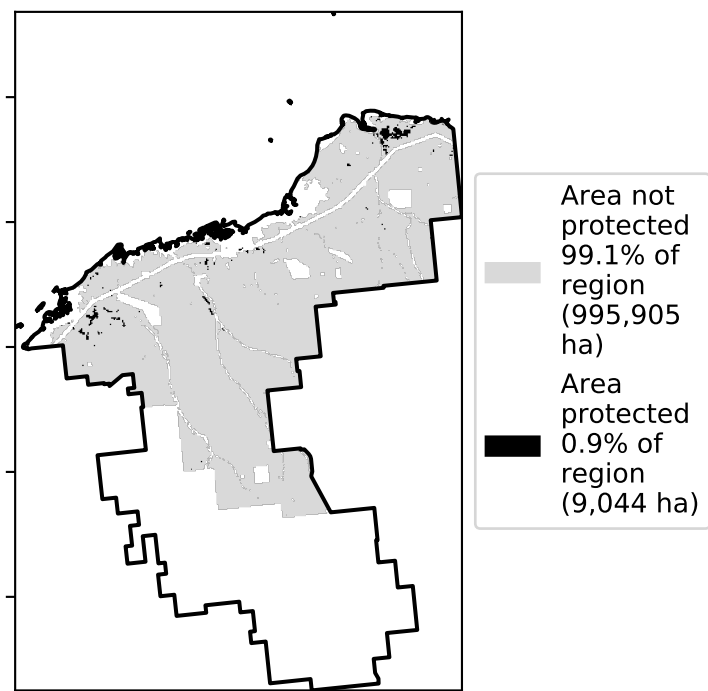 Area not
protected
99.1% of
region
(995,905
ha)
Area
protected
0.9% of
region
(9,044 ha)